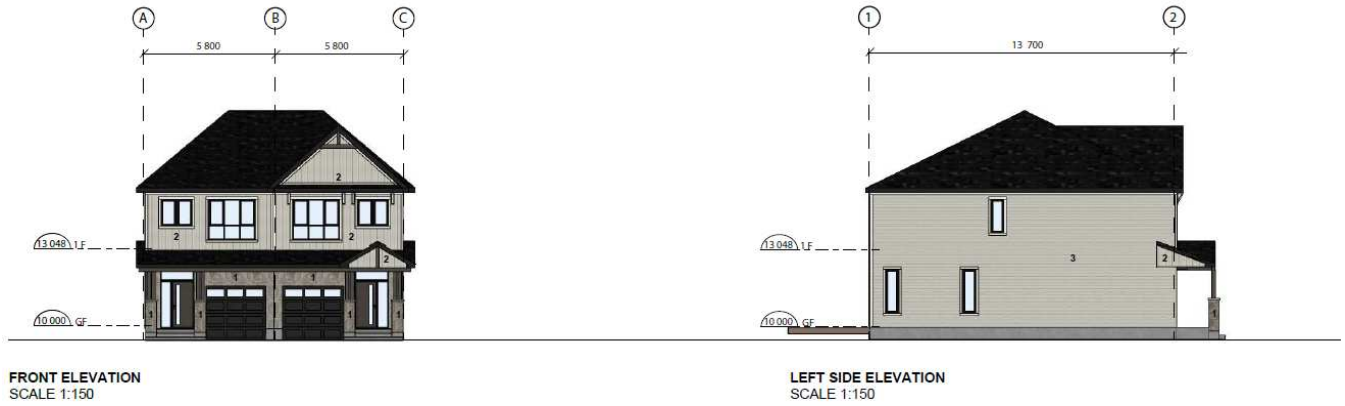 A B C
5 800 5 800
2
2 2
13 048 1F
2
1 1
1 1 1 1
10 000 GF
FRONT ELEVATION
SCALE 1:150
1 2
13 700
13 048 1F
3 2
10 000 GF
1
LEFT SIDE ELEVATION
SCALE 1:150